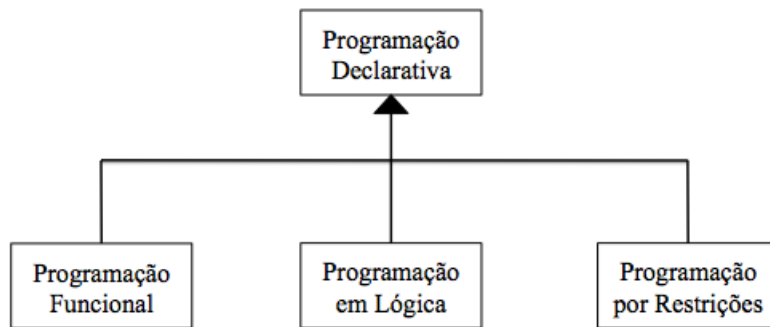 Programação
Declarativa
Programação
Funcional
Programação
em Lógica
Programação
por Restrições